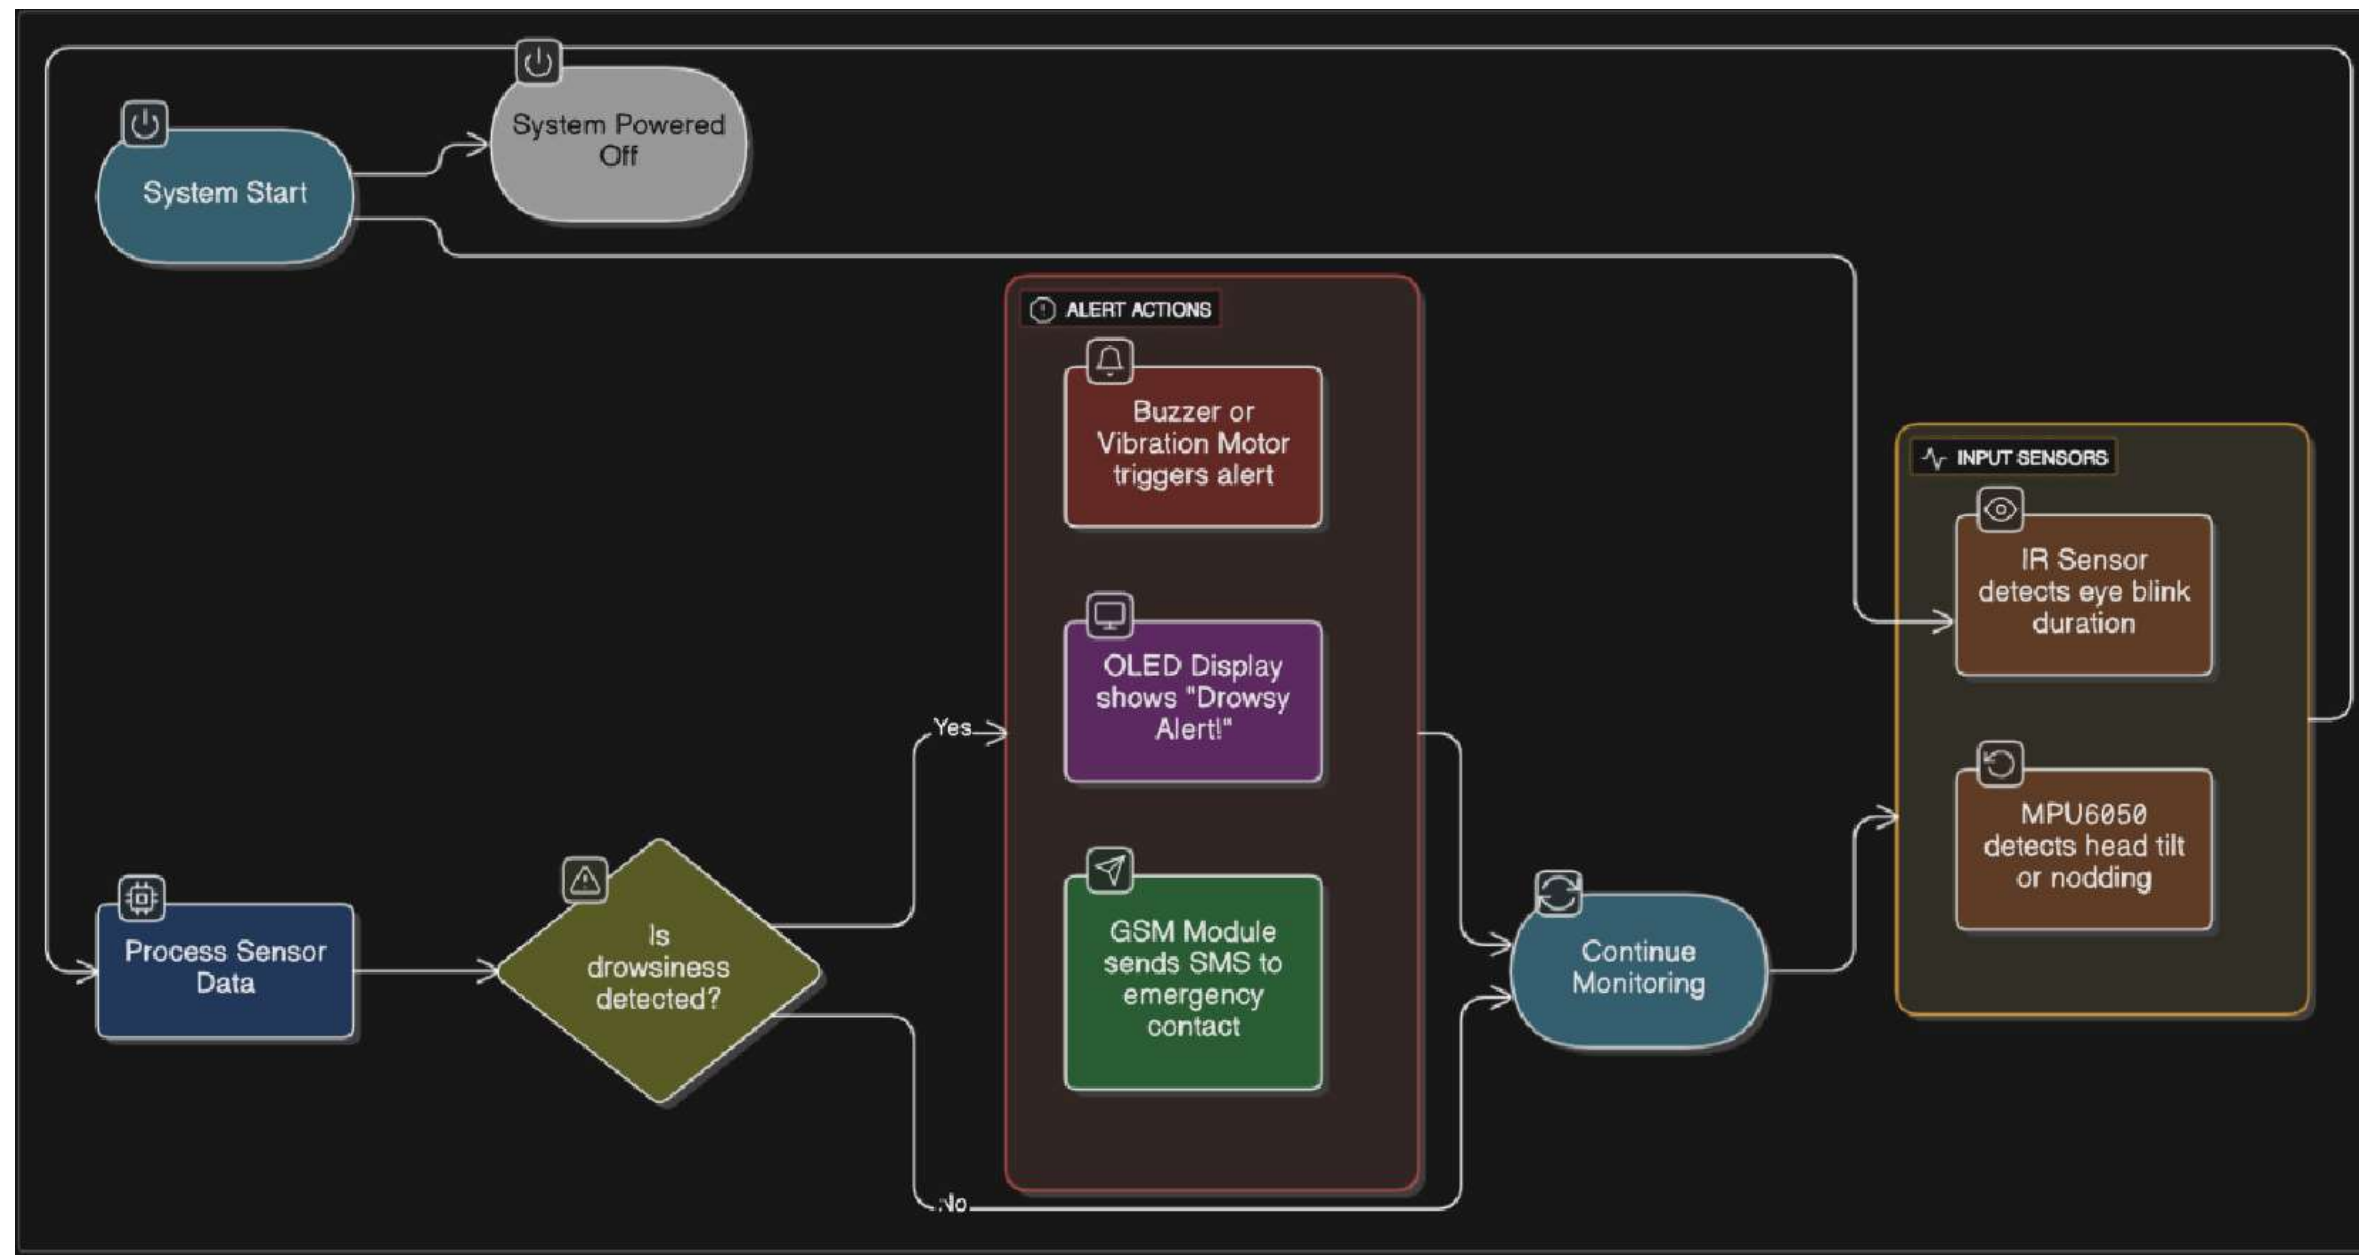 System Powered
Off
System Start
ALERT ACTIONS
Buzzer or
Vibration Motor
triggers alert
OLED Display
shows "Drowsy
Alert!"
GSM Module
sends SMS to
emergency
contact
INPUT SENSORS
IR Sensor
detects eye blink
duration
MPU6050
detects head tilt
or nodding
Process Sensor
Data
Is
drowsiness
detected?
Yes
No
Continue
Monitoring